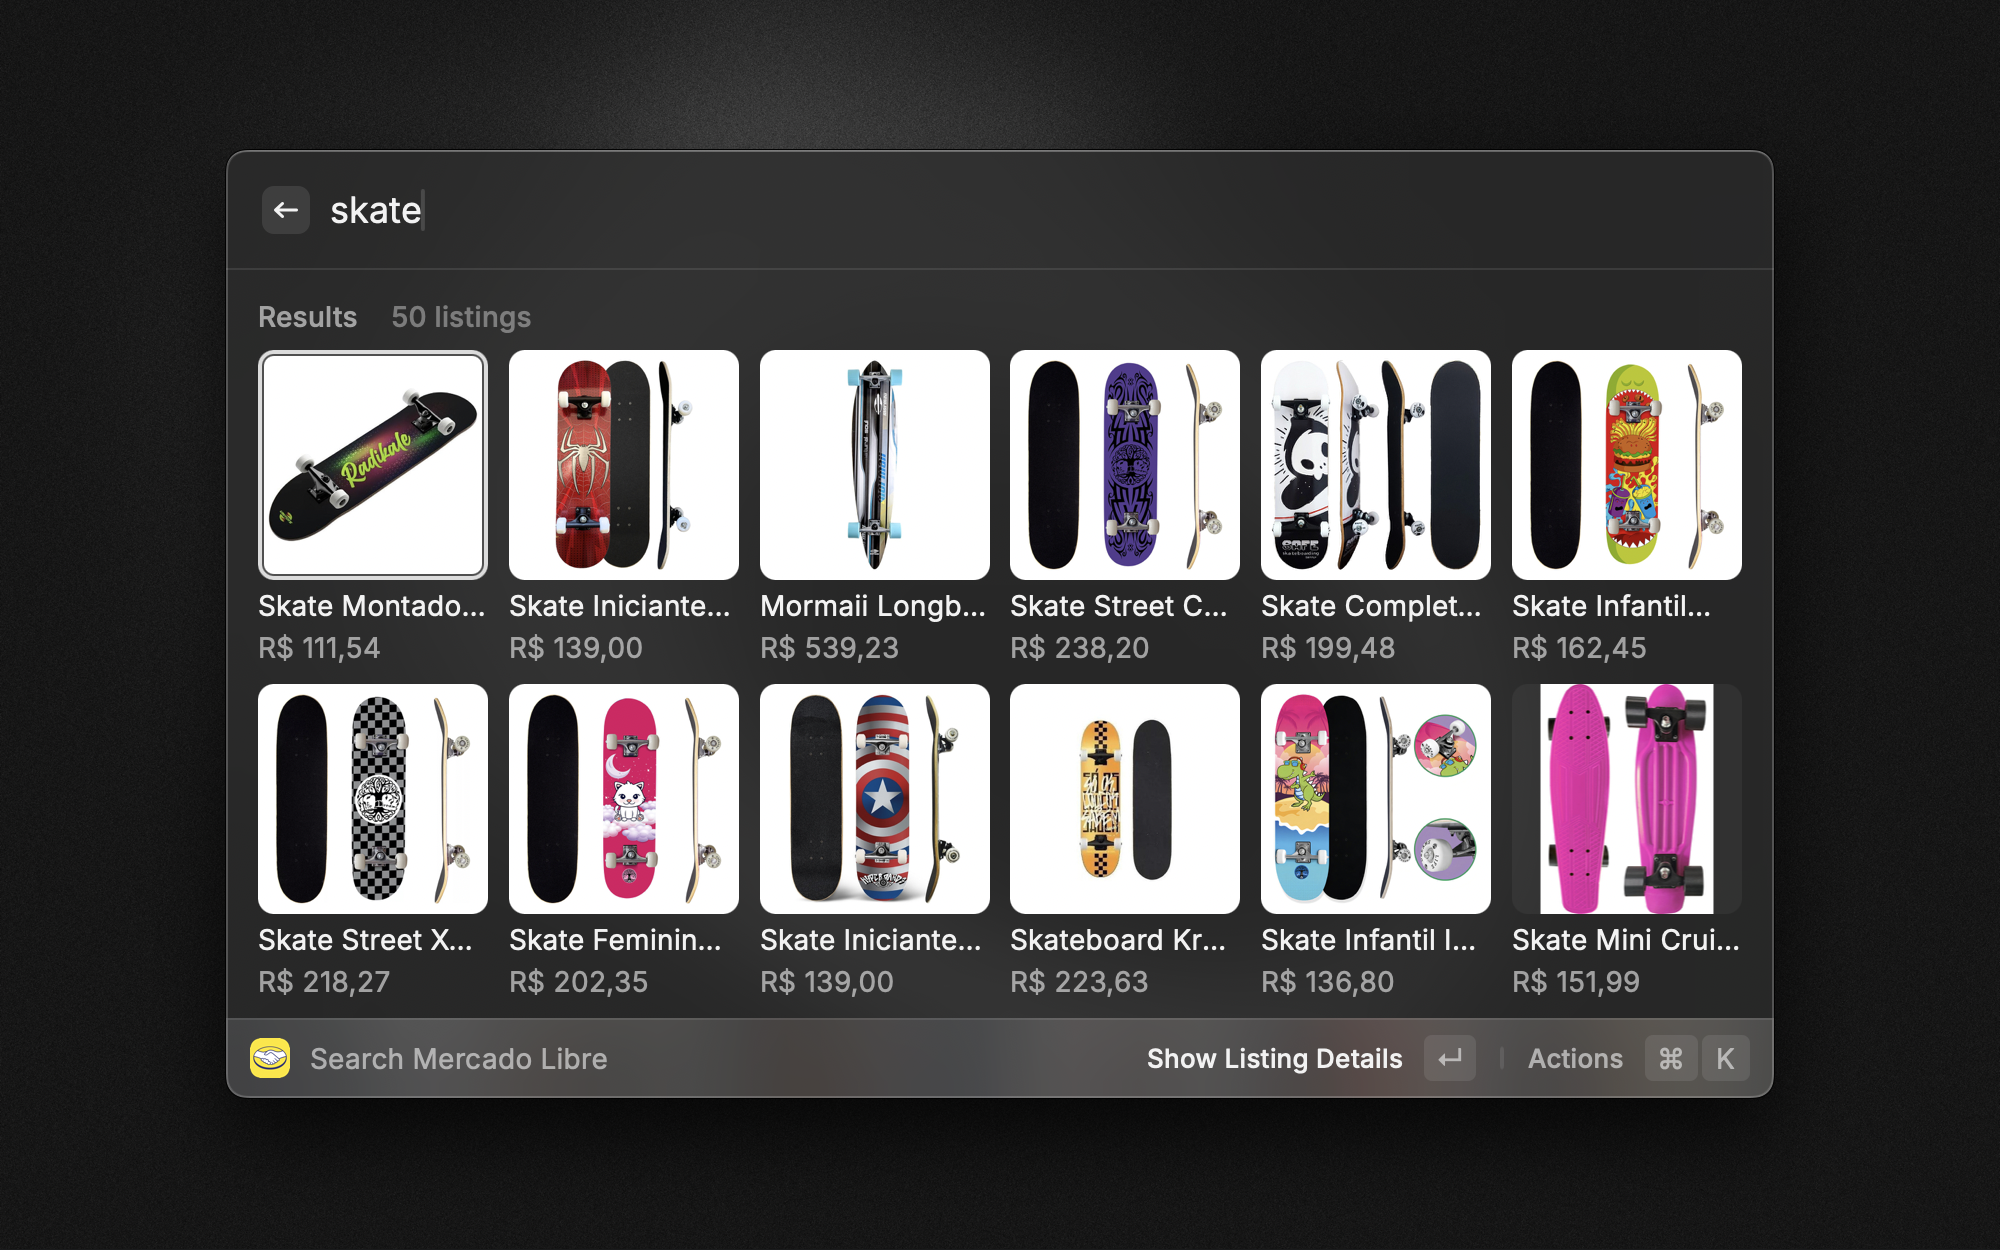 skate
Results 50 listings
Radikale
Skate Montado...
R$ 111,54
Skate Iniciante...
R$ 139,00
Mormaii Longb...
R$ 539,23
Skate Street C...
R$ 238,20
Skate Complet...
R$ 199,48
Skate Infantil...
R$ 162,45
Skate Street X...
R$ 218,27
Skate Feminin...
R$ 202,35
Skate Iniciante...
R$ 139,00
Skateboard Kr...
R$ 223,63
Skate Infantil I...
R$ 136,80
Skate Mini Crui...
R$ 151,99
Search Mercado Libre
Show Listing Details
Actions ⌘ K